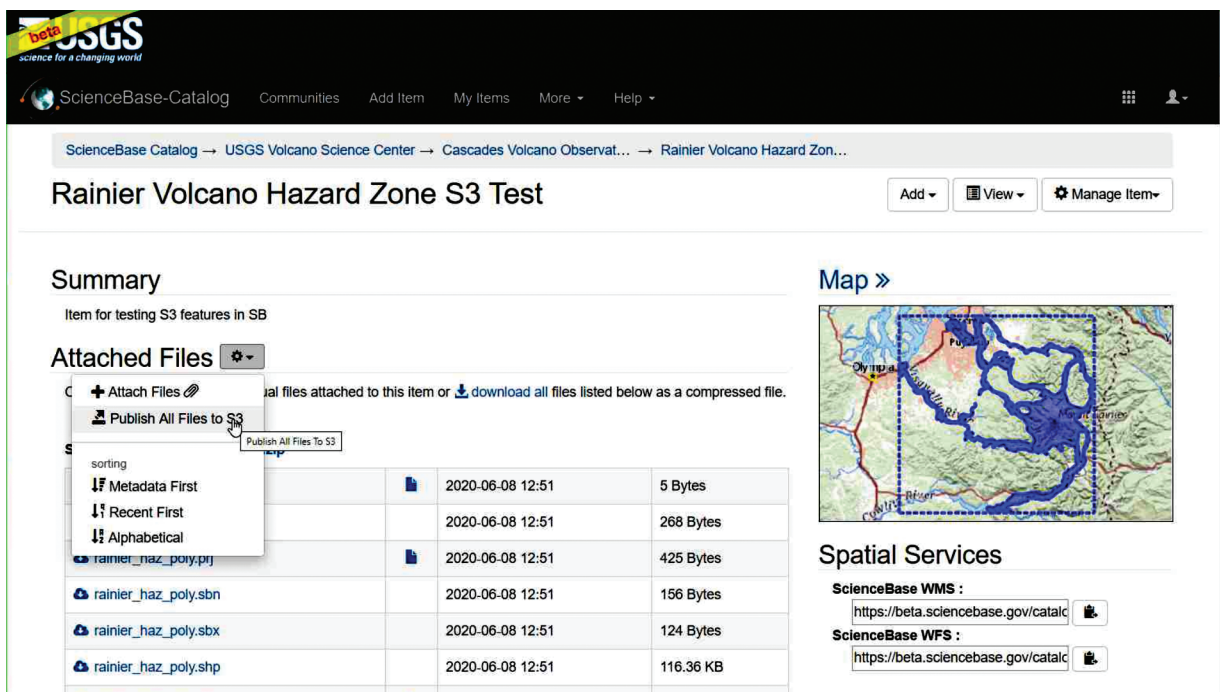 beta
USGS
science for a changing world
ScienceBase-Catalog Communities Add Item My Items More Help
ScienceBase Catalog → USGS Volcano Science Center → Cascades Volcano Observat... → Rainier Volcano Hazard Zon...
Rainier Volcano Hazard Zone S3 Test
Add View Manage Item
Summary
Item for testing S3 features in SB
Attached Files
ual files attached to this item or download all files listed below as a compressed file.
Attach Files
Publish All Files to S3
Publish All Files To S3
sorting
Metadata First
Recent First
Alphabetical
2020-06-08 12:51 5 Bytes
2020-06-08 12:51 268 Bytes
rainier_haz_poly.prj 2020-06-08 12:51 425 Bytes
rainier_haz_poly.sbn 2020-06-08 12:51 156 Bytes
rainier_haz_poly.sbx 2020-06-08 12:51 124 Bytes
rainier_haz_poly.shp 2020-06-08 12:51 116.36 KB
Map »
Olympia
River
Spatial Services
ScienceBase WMS :
https://beta.sciencebase.gov/catalc
ScienceBase WFS :
https://beta.sciencebase.gov/catalc